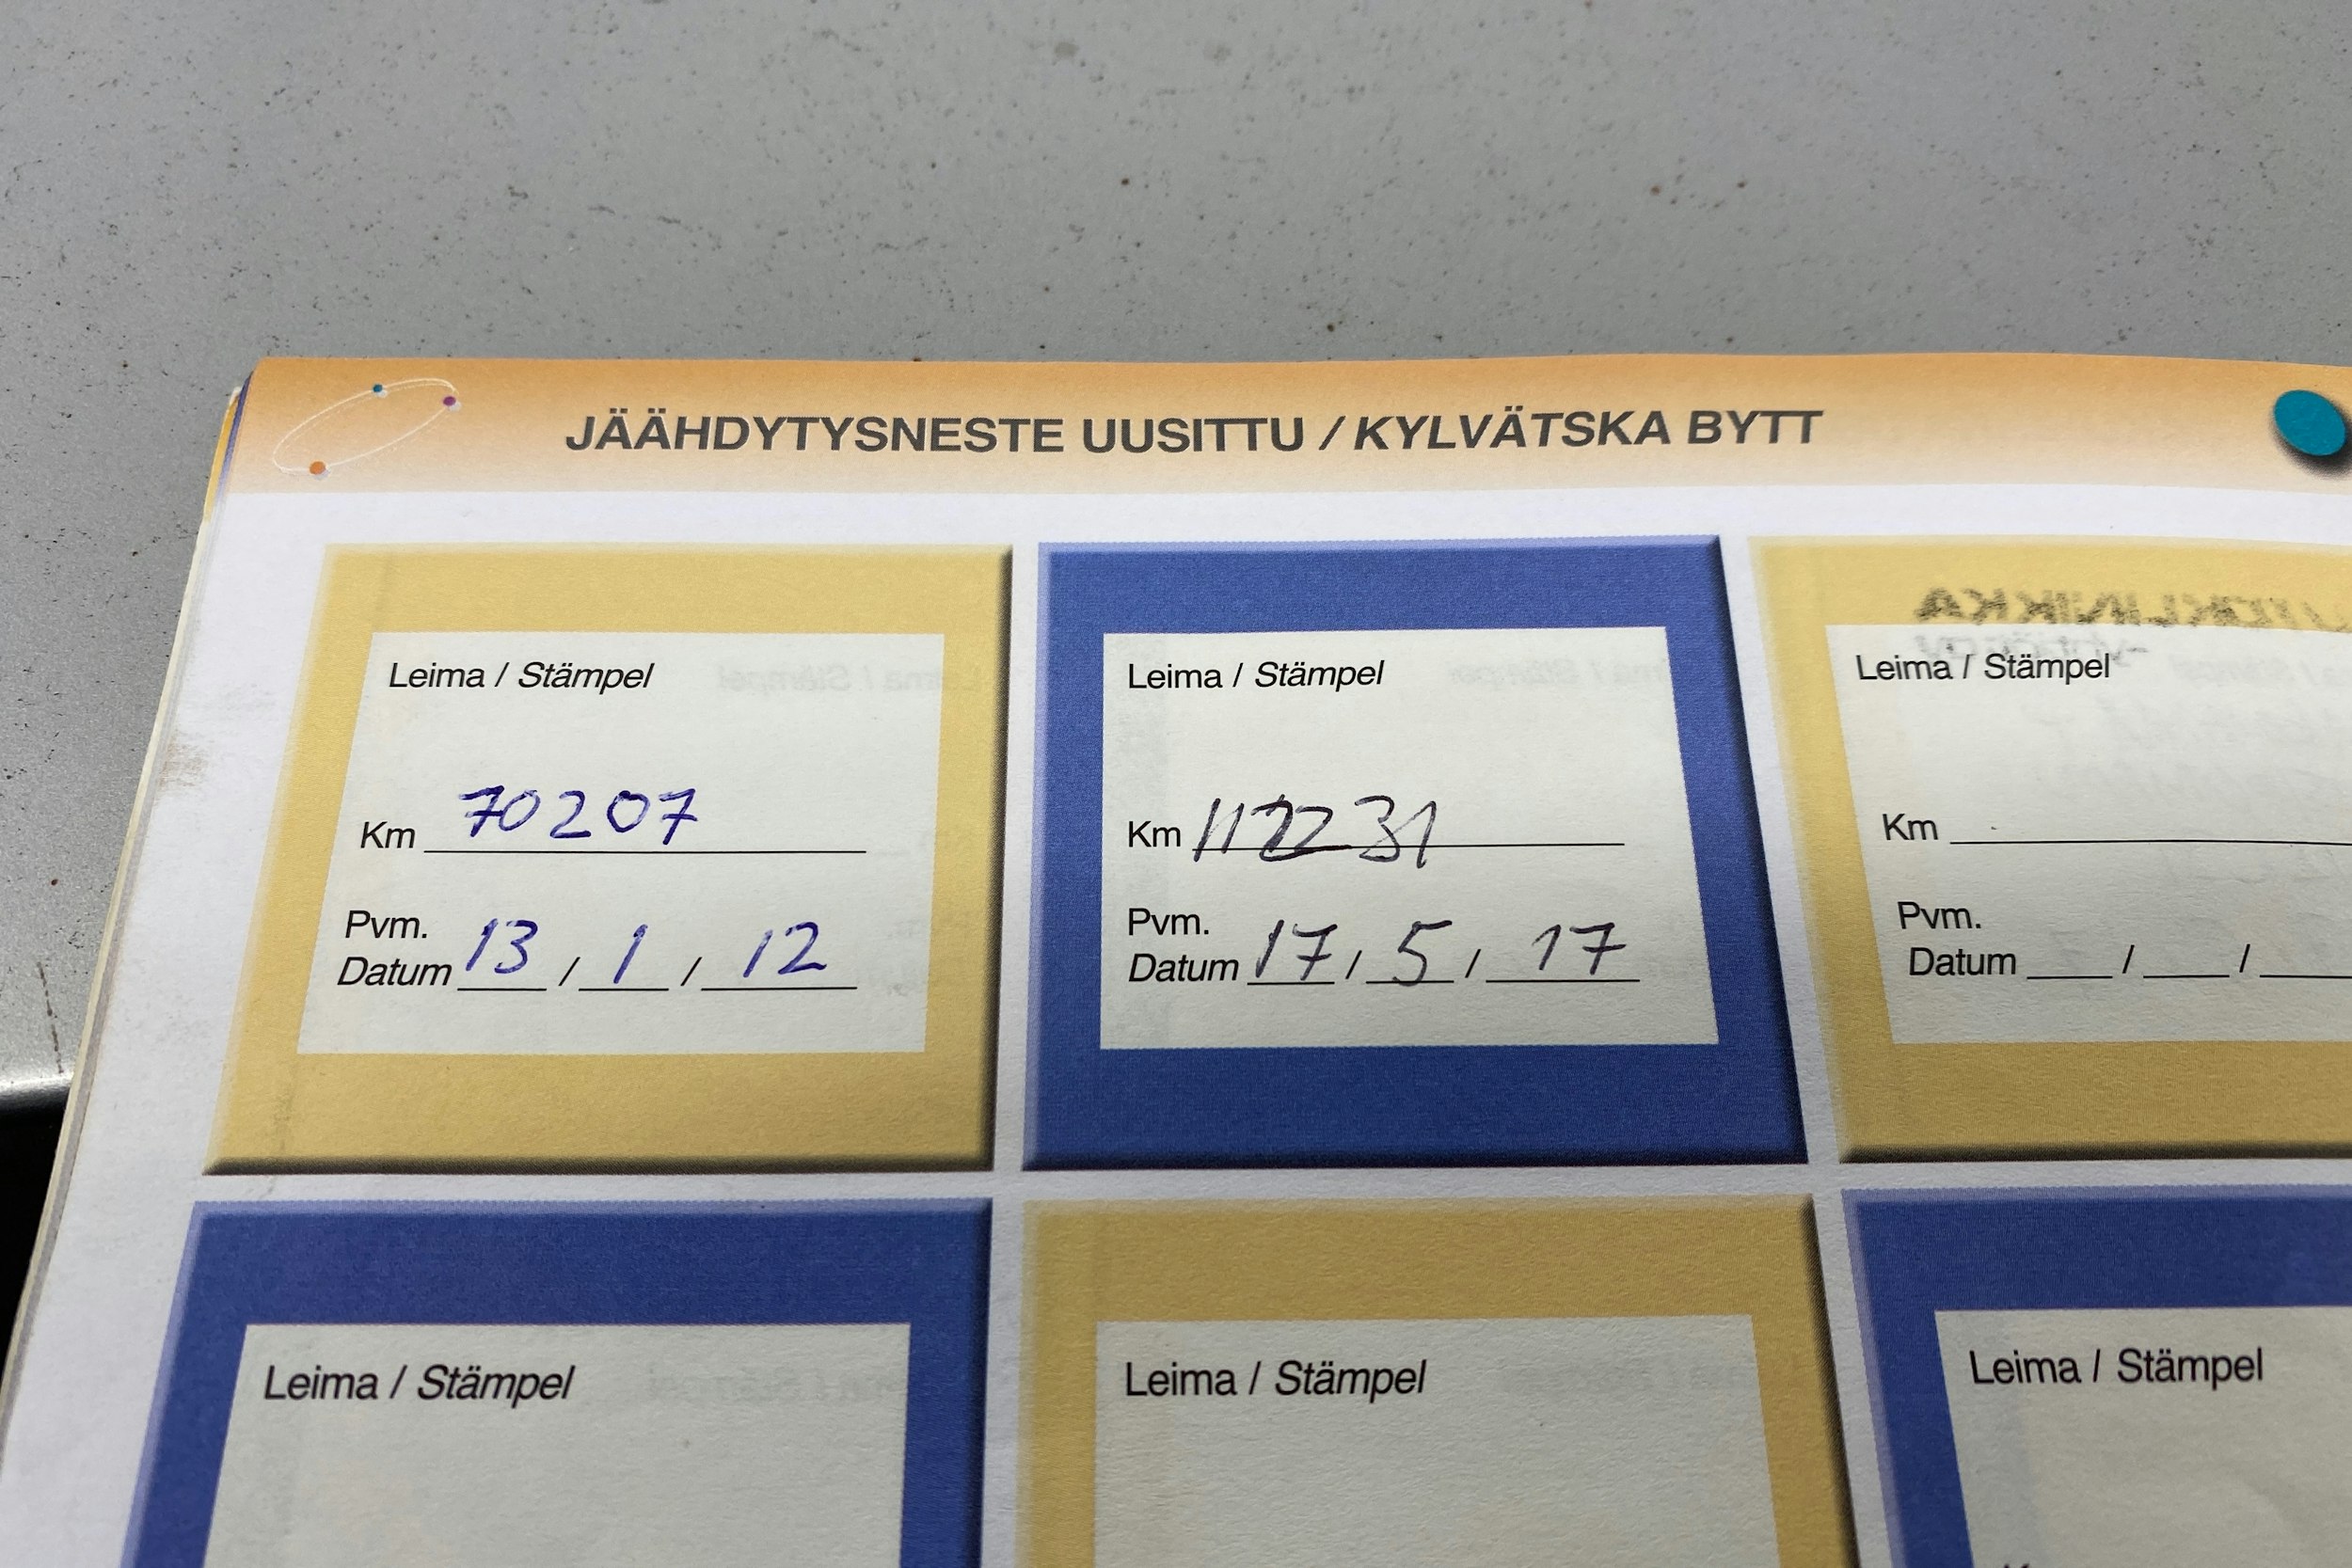 JÄÄHDYTYSNESTE UUSITTU / KYLVÄTSKA BYTT
Leima / Stämpel
Km 70207
Pvm.
Datum 13 / 1 / 12
Leima / Stämpel
Km 112231
Pvm.
Datum 17 / 5 / 17
Leima / Stämpel
Km
Pvm.
Datum / /
Leima / Stämpel
Leima / Stämpel
Leima / Stämpel